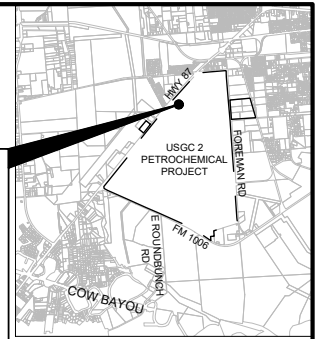 HWY 87
USGC 2
PETROCHEMICAL
PROJECT
FOREMAN RD
FM 1006
E ROUNDBUNCH
RD
COW BAYOU